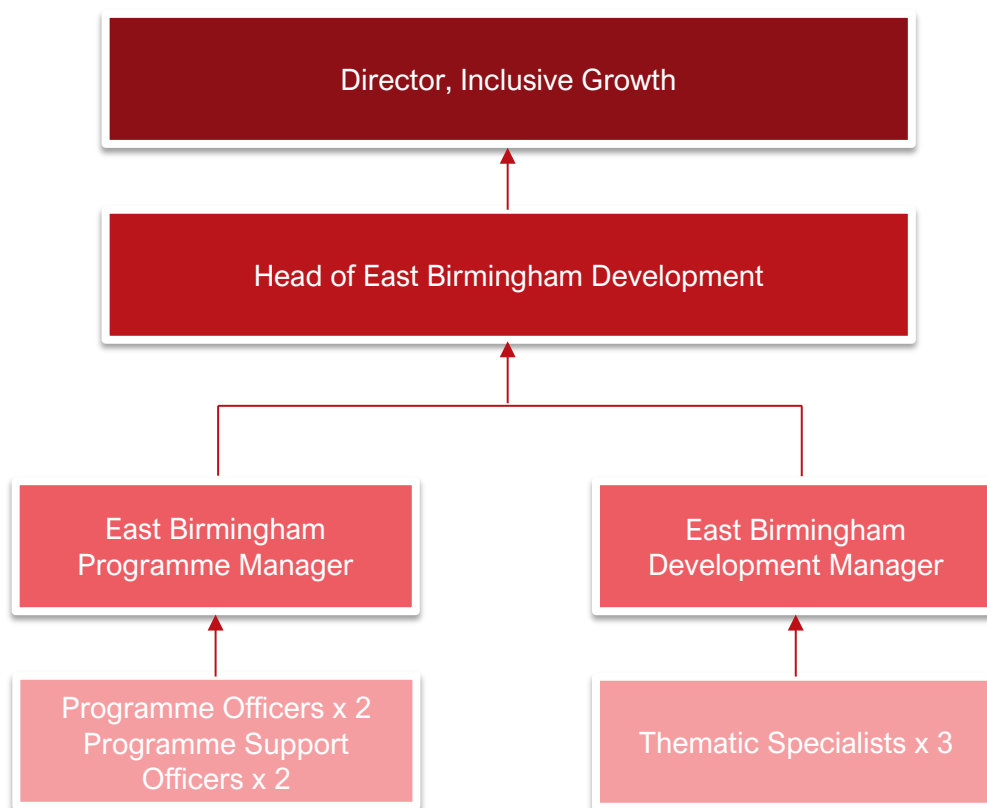 Director, Inclusive Growth
Head of East Birmingham Development
East Birmingham
Programme Manager
East Birmingham
Development Manager
Programme Officers x 2
Programme Support
Officers x 2
Thematic Specialists x 3